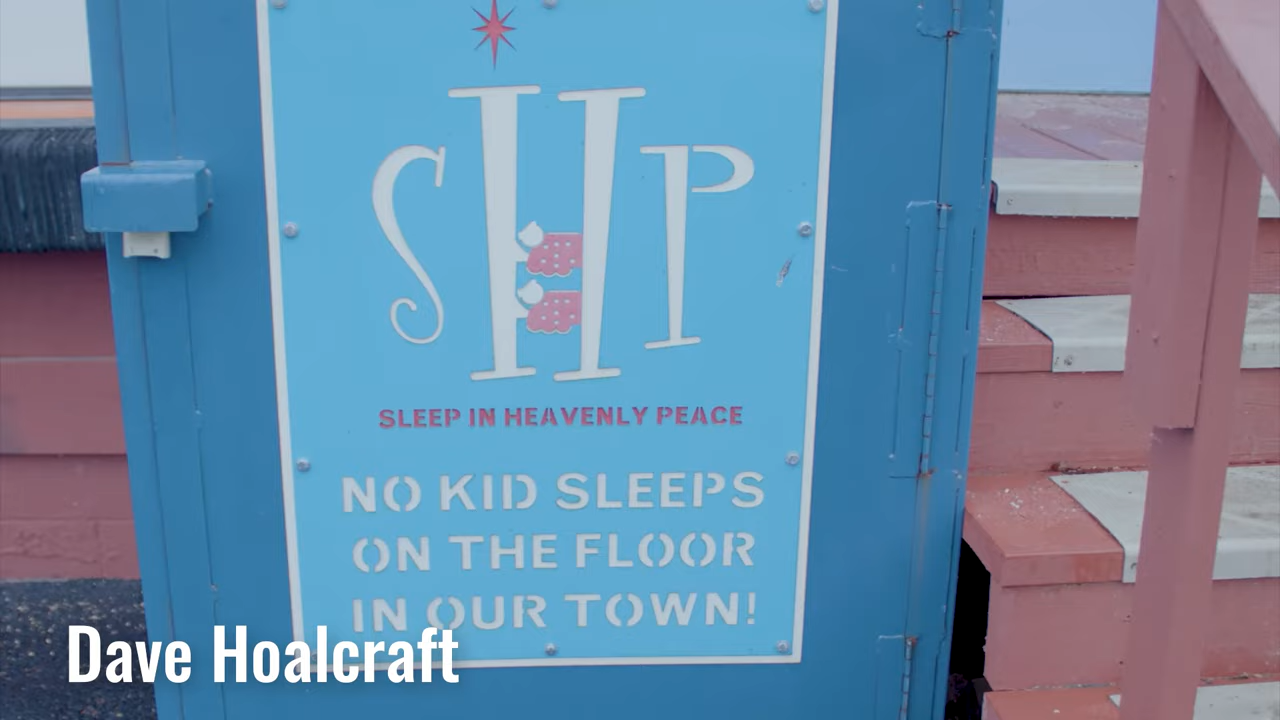 SHP
SLEEP IN HEAVENLY PEACE
NO KID SLEEPS
ON THE FLOOR
IN OUR TOWN!
Dave Hoalcraft